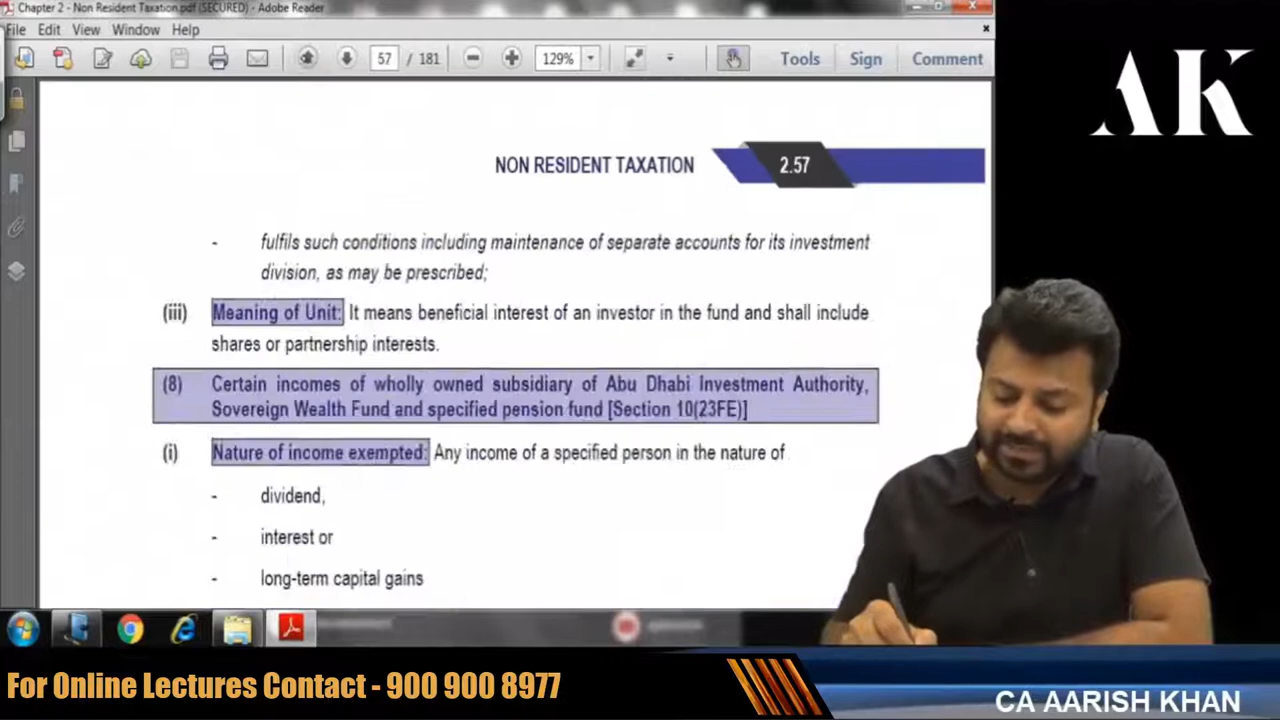 Chapter 2 - Non Resident Taxation.pdf (SECURED) - Adobe Reader
File Edit View Window Help
57 / 181 129% Tools Sign Comment
AK
NON RESIDENT TAXATION 2.57
- fulfils such conditions including maintenance of separate accounts for its investment
division, as may be prescribed;
(iii) Meaning of Unit: It means beneficial interest of an investor in the fund and shall include
shares or partnership interests.
(8) Certain incomes of wholly owned subsidiary of Abu Dhabi Investment Authority,
Sovereign Wealth Fund and specified pension fund [Section 10(23FE)]
(i) Nature of income exempted: Any income of a specified person in the nature of
- dividend,
- interest or
- long-term capital gains
For Online Lectures Contact - 900 900 8977
CA AARISH KHAN